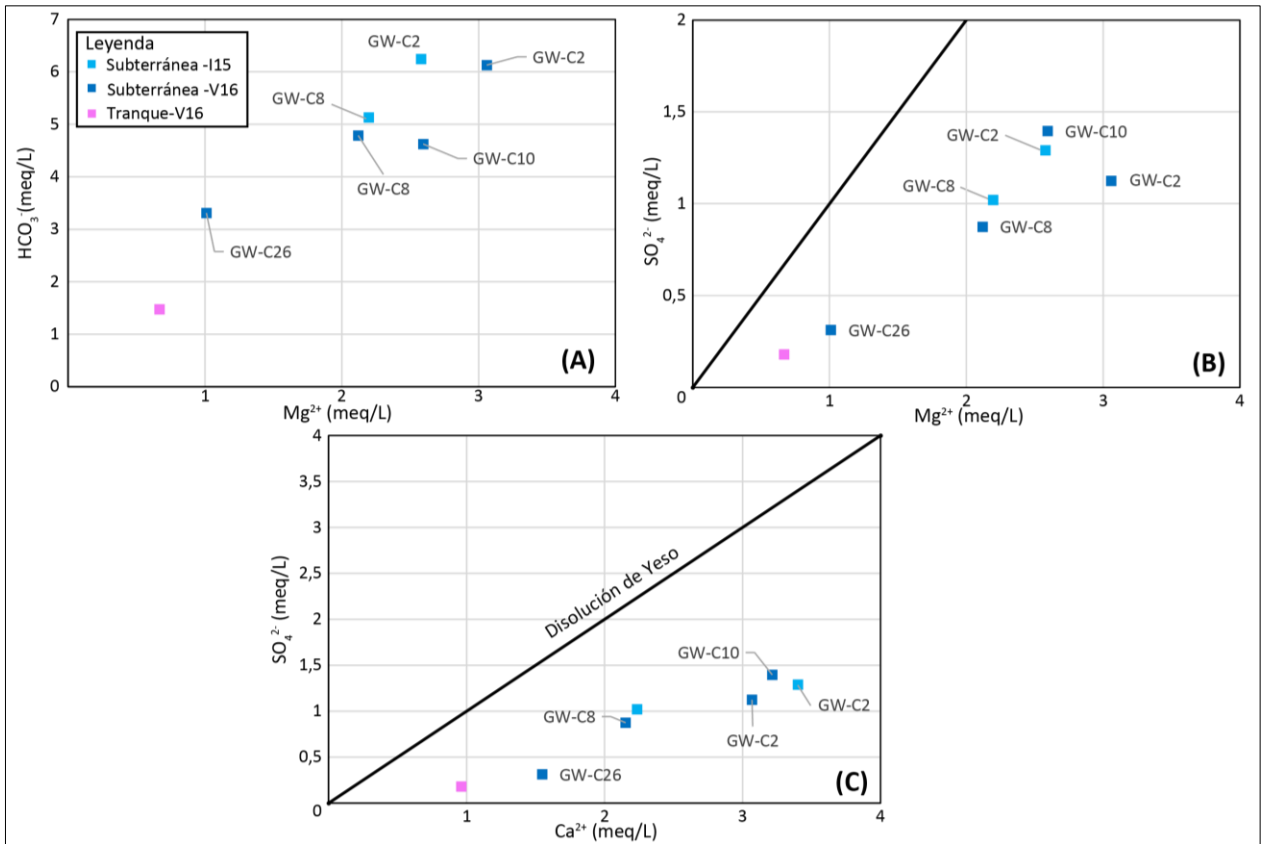 7
6
5
4
3
2
1
0
HCO₃⁻(meq/L)
Leyenda
Subterránea -I15
Subterránea -V16
Tranque-V16
GW-C2
GW-C2
GW-C8
GW-C8
GW-C10
GW-C26
(A)
1
2
3
4
Mg²⁺ (meq/L)
2
1,5
1
0,5
0
SO₄²⁻ (meq/L)
GW-C10
GW-C2
GW-C2
GW-C8
GW-C8
GW-C26
(B)
1
2
3
4
Mg²⁺ (meq/L)
4
3,5
3
2,5
2
1,5
1
0,5
0
SO₄²⁻ (meq/L)
Disolución de Yeso
GW-C10
GW-C8
GW-C2
GW-C2
GW-C26
(C)
1
2
3
4
Ca²⁺ (meq/L)